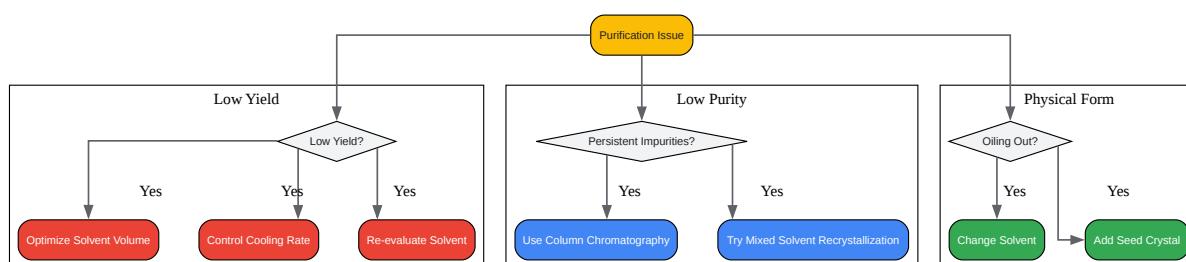 Purification Issue
Low Yield
Low Purity
Physical Form
Low Yield?
Persistent Impurities?
Oiling Out?
Yes
Yes
Yes
Yes
Yes
Yes
Yes
Optimize Solvent Volume
Control Cooling Rate
Re-evaluate Solvent
Use Column Chromatography
Try Mixed Solvent Recrystallization
Change Solvent
Add Seed Crystal